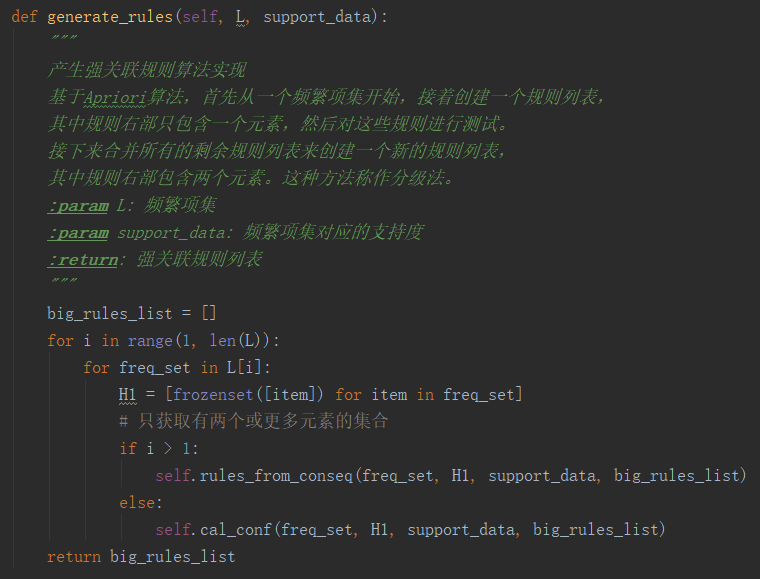 def generate_rules(self, L, support_data):
    """
    产生强关联规则算法实现
    基于Apriori算法，首先从一个频繁项集开始，接着创建一个规则列表，
    其中规则右部只包含一个元素，然后对这些规则进行测试。
    接下来合并所有的剩余规则列表来创建一个新的规则列表，
    其中规则右部包含两个元素。这种方法称作分级法。
    :param L: 频繁项集
    :param support_data: 频繁项集对应的支持度
    :return: 强关联规则列表
    """
    big_rules_list = []
    for i in range(1, len(L)):
        for freq_set in L[i]:
            H1 = [frozenset([item]) for item in freq_set]
            # 只获取有两个或更多元素的集合
            if i > 1:
                self.rules_from_conseq(freq_set, H1, support_data, big_rules_list)
            else:
                self.cal_conf(freq_set, H1, support_data, big_rules_list)
    return big_rules_list